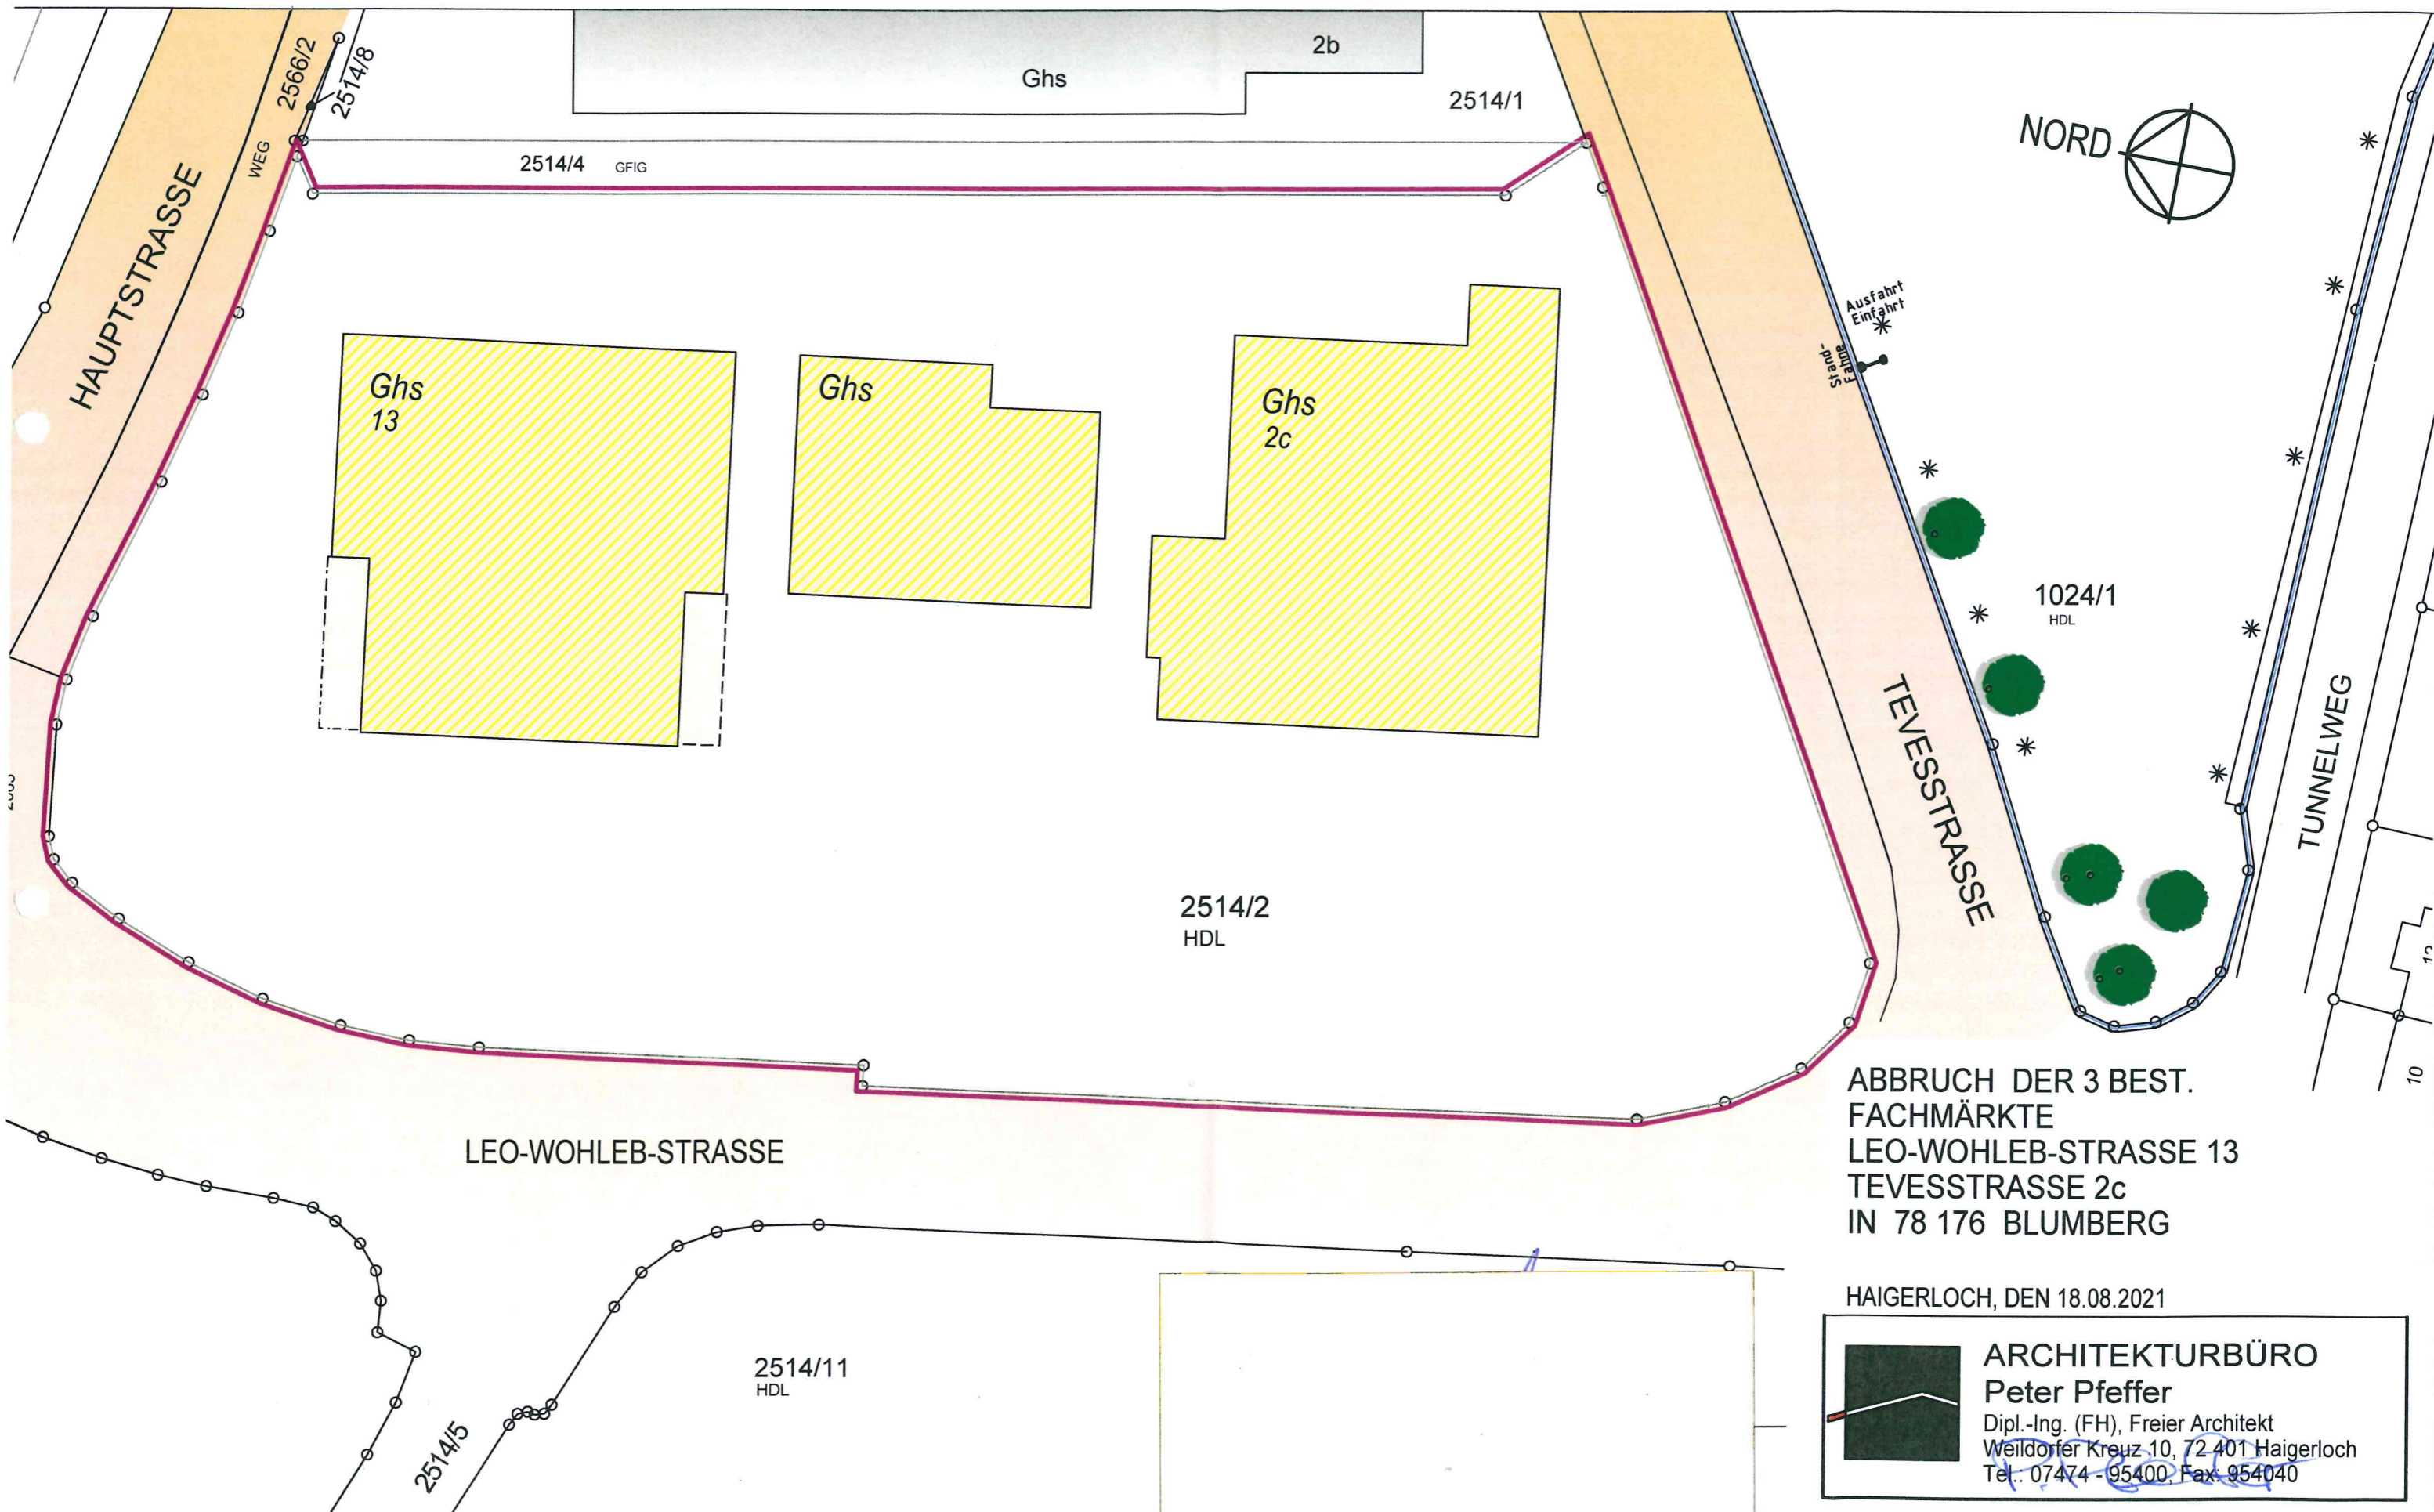 2566/2
2514/8
WEG
HAUPTSTRASSE
Ghs
2b
2514/1
2514/4 GFIG
NORD
Ausfahrt
Einfahrt
Stand-
Fahne
Ghs
13
Ghs
Ghs
2c
1024/1
HDL
TEVESSTRASSE
TUNNELWEG
2514/2
HDL
12
10
LEO-WOHLEB-STRASSE
2514/11
HDL
2514/5
ABBRUCH DER 3 BEST.
FACHMÄRKTE
LEO-WOHLEB-STRASSE 13
TEVESSTRASSE 2c
IN 78 176 BLUMBERG
HAIGERLOCH, DEN 18.08.2021
ARCHITEKTURBÜRO
Peter Pfeffer
Dipl.-Ing. (FH), Freier Architekt
Weildorfer Kreuz 10, 72 401 Haigerloch
Tel.: 07474 - 95400, Fax: 954040